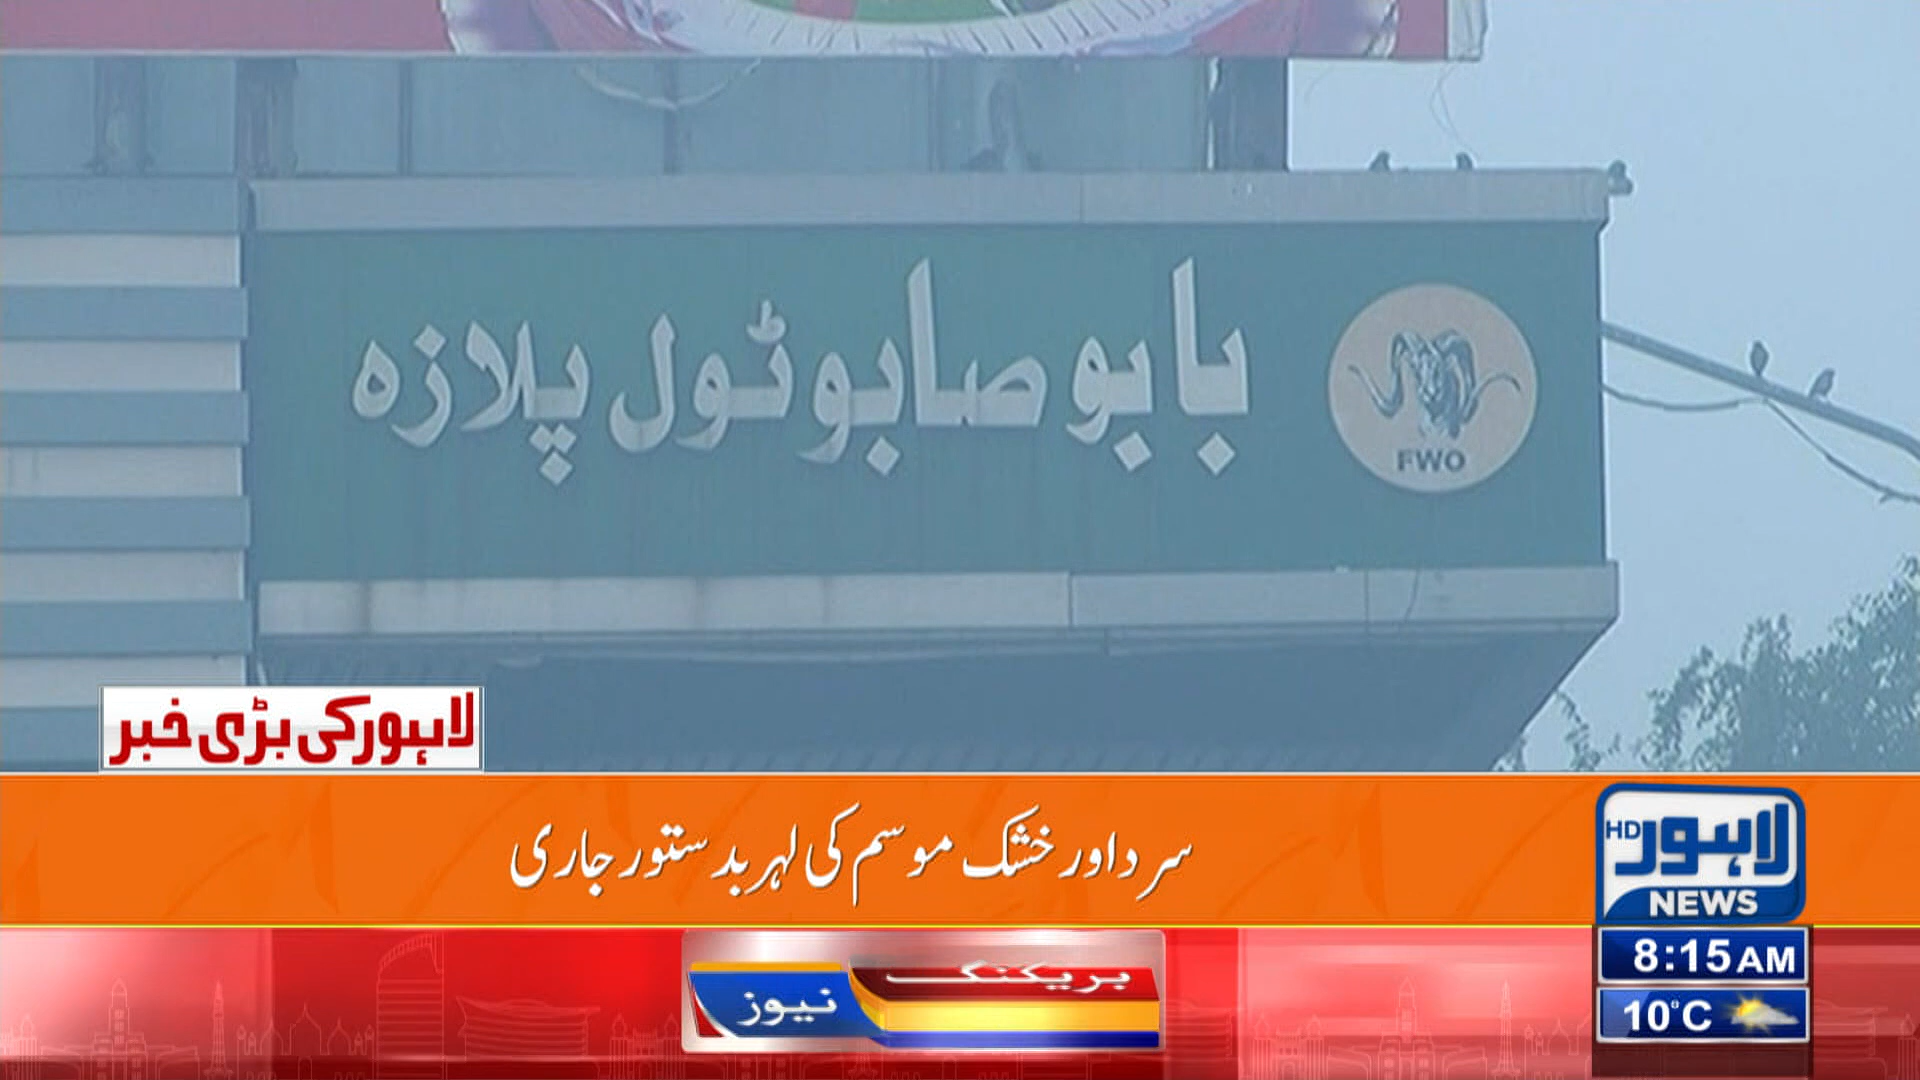 بابو صابو ٹول پلازہ
FWO
لاہور کی بڑی خبر
سرد اور خشک موسم کی لہر بدستور جاری
HD لاہور
NEWS
8:15 AM
10°C
بریکنگ
نیوز